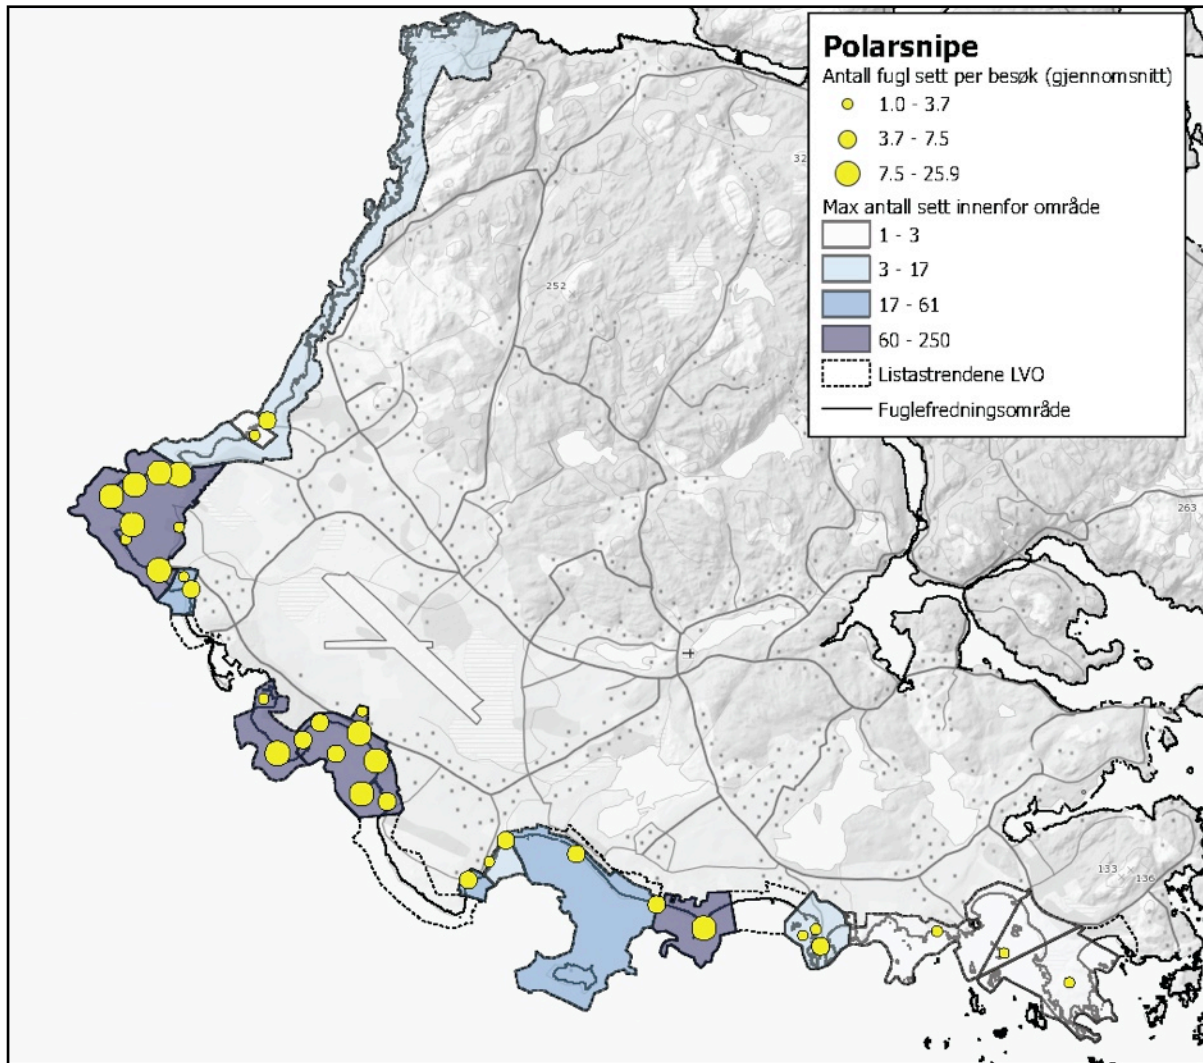 Polarsnipe
Antall fugl sett per besøk (gjennomsnitt)
1.0 - 3.7
3.7 - 7.5
7.5 - 25.9
Max antall sett innenfor område
1 - 3
3 - 17
17 - 61
60 - 250
Listastrendene LVO
Fuglefredningsområde
32
252
263
133
136